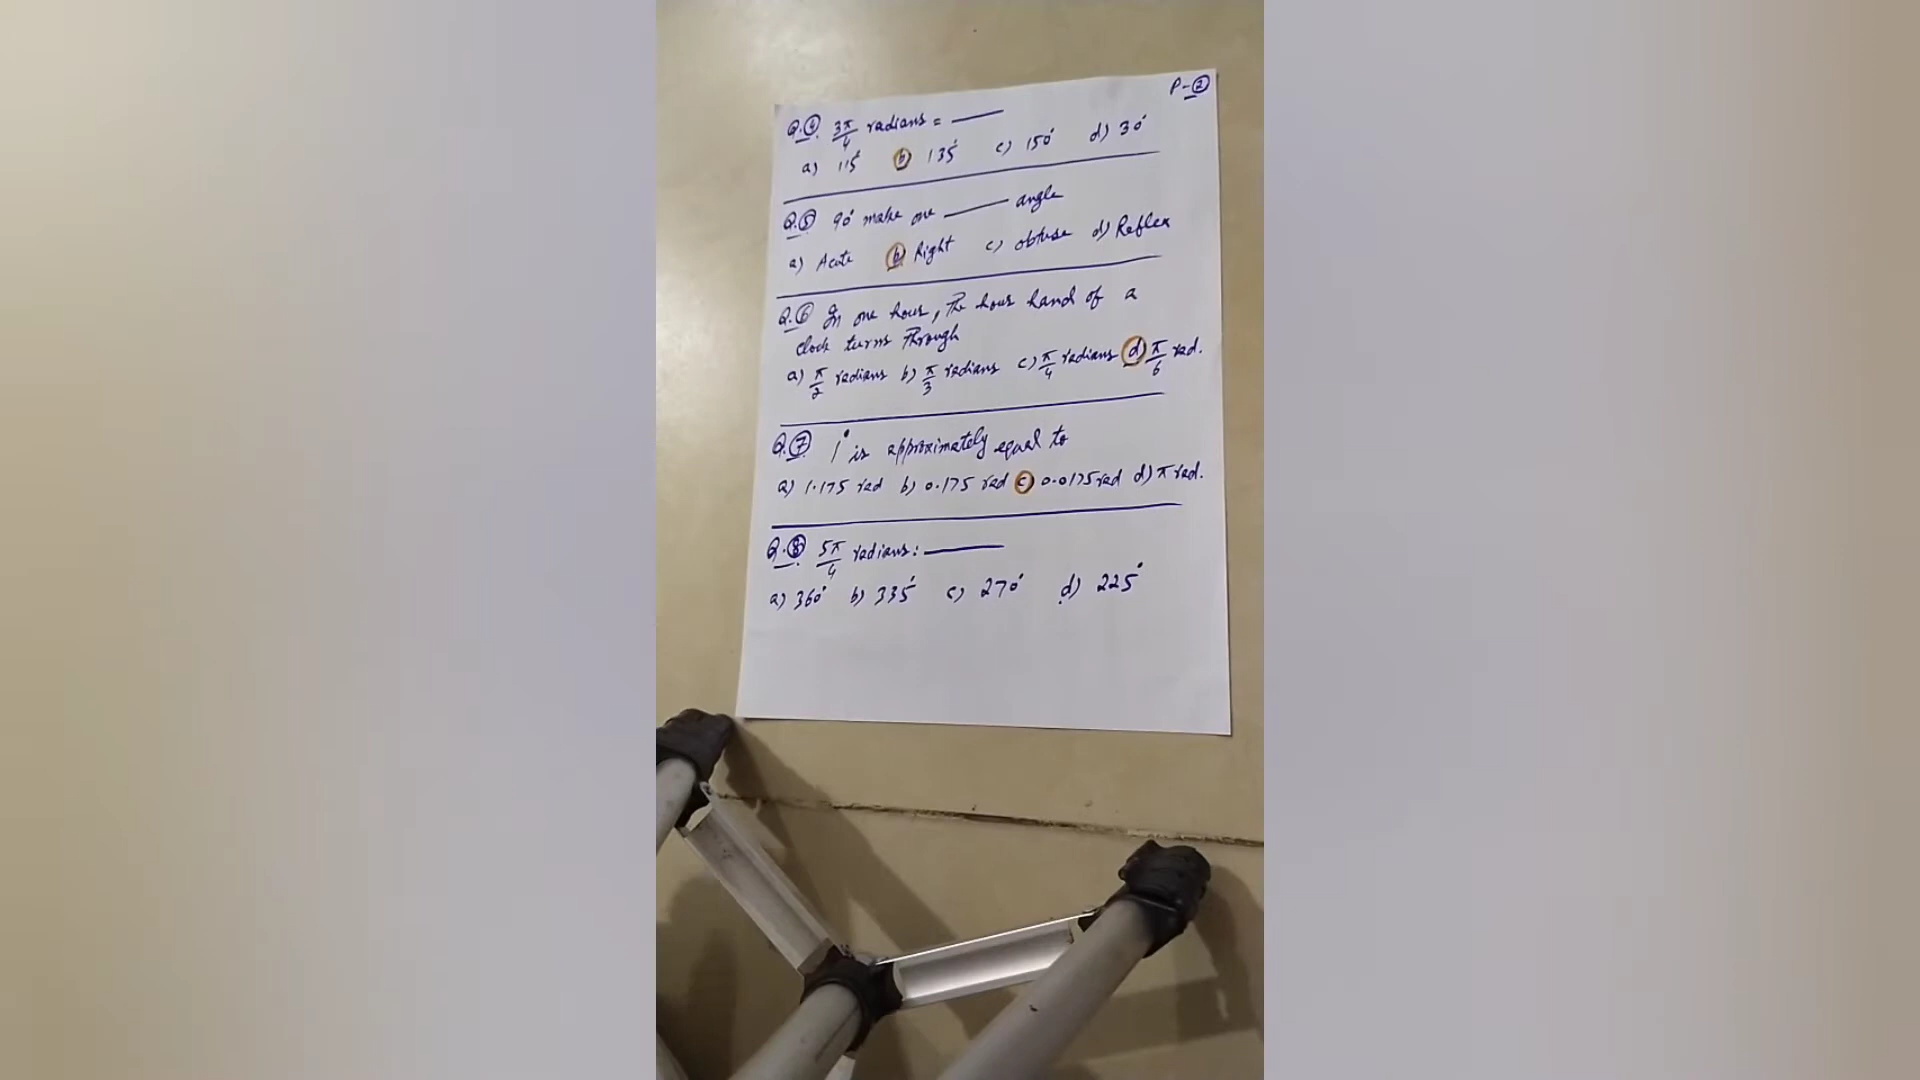 P-②
Q.④ 3π/4 radians = ____
a) 115° b) 135° c) 150° d) 30°
Q.⑤ 90° make one ____ angle
a) Acute b) Right c) obtuse d) Reflex
Q.⑥ In one hour, The hour hand of a
clock turns Through
a) π/2 radians b) π/3 radians c) π/4 radians d) π/6 rad.
Q.⑦ 1° is approximately equal to
a) 1.175 rad b) 0.175 rad c) 0.0175 rad d) π rad.
Q.⑧ 5π/4 radians: ____
a) 360° b) 335° c) 270° d) 225°